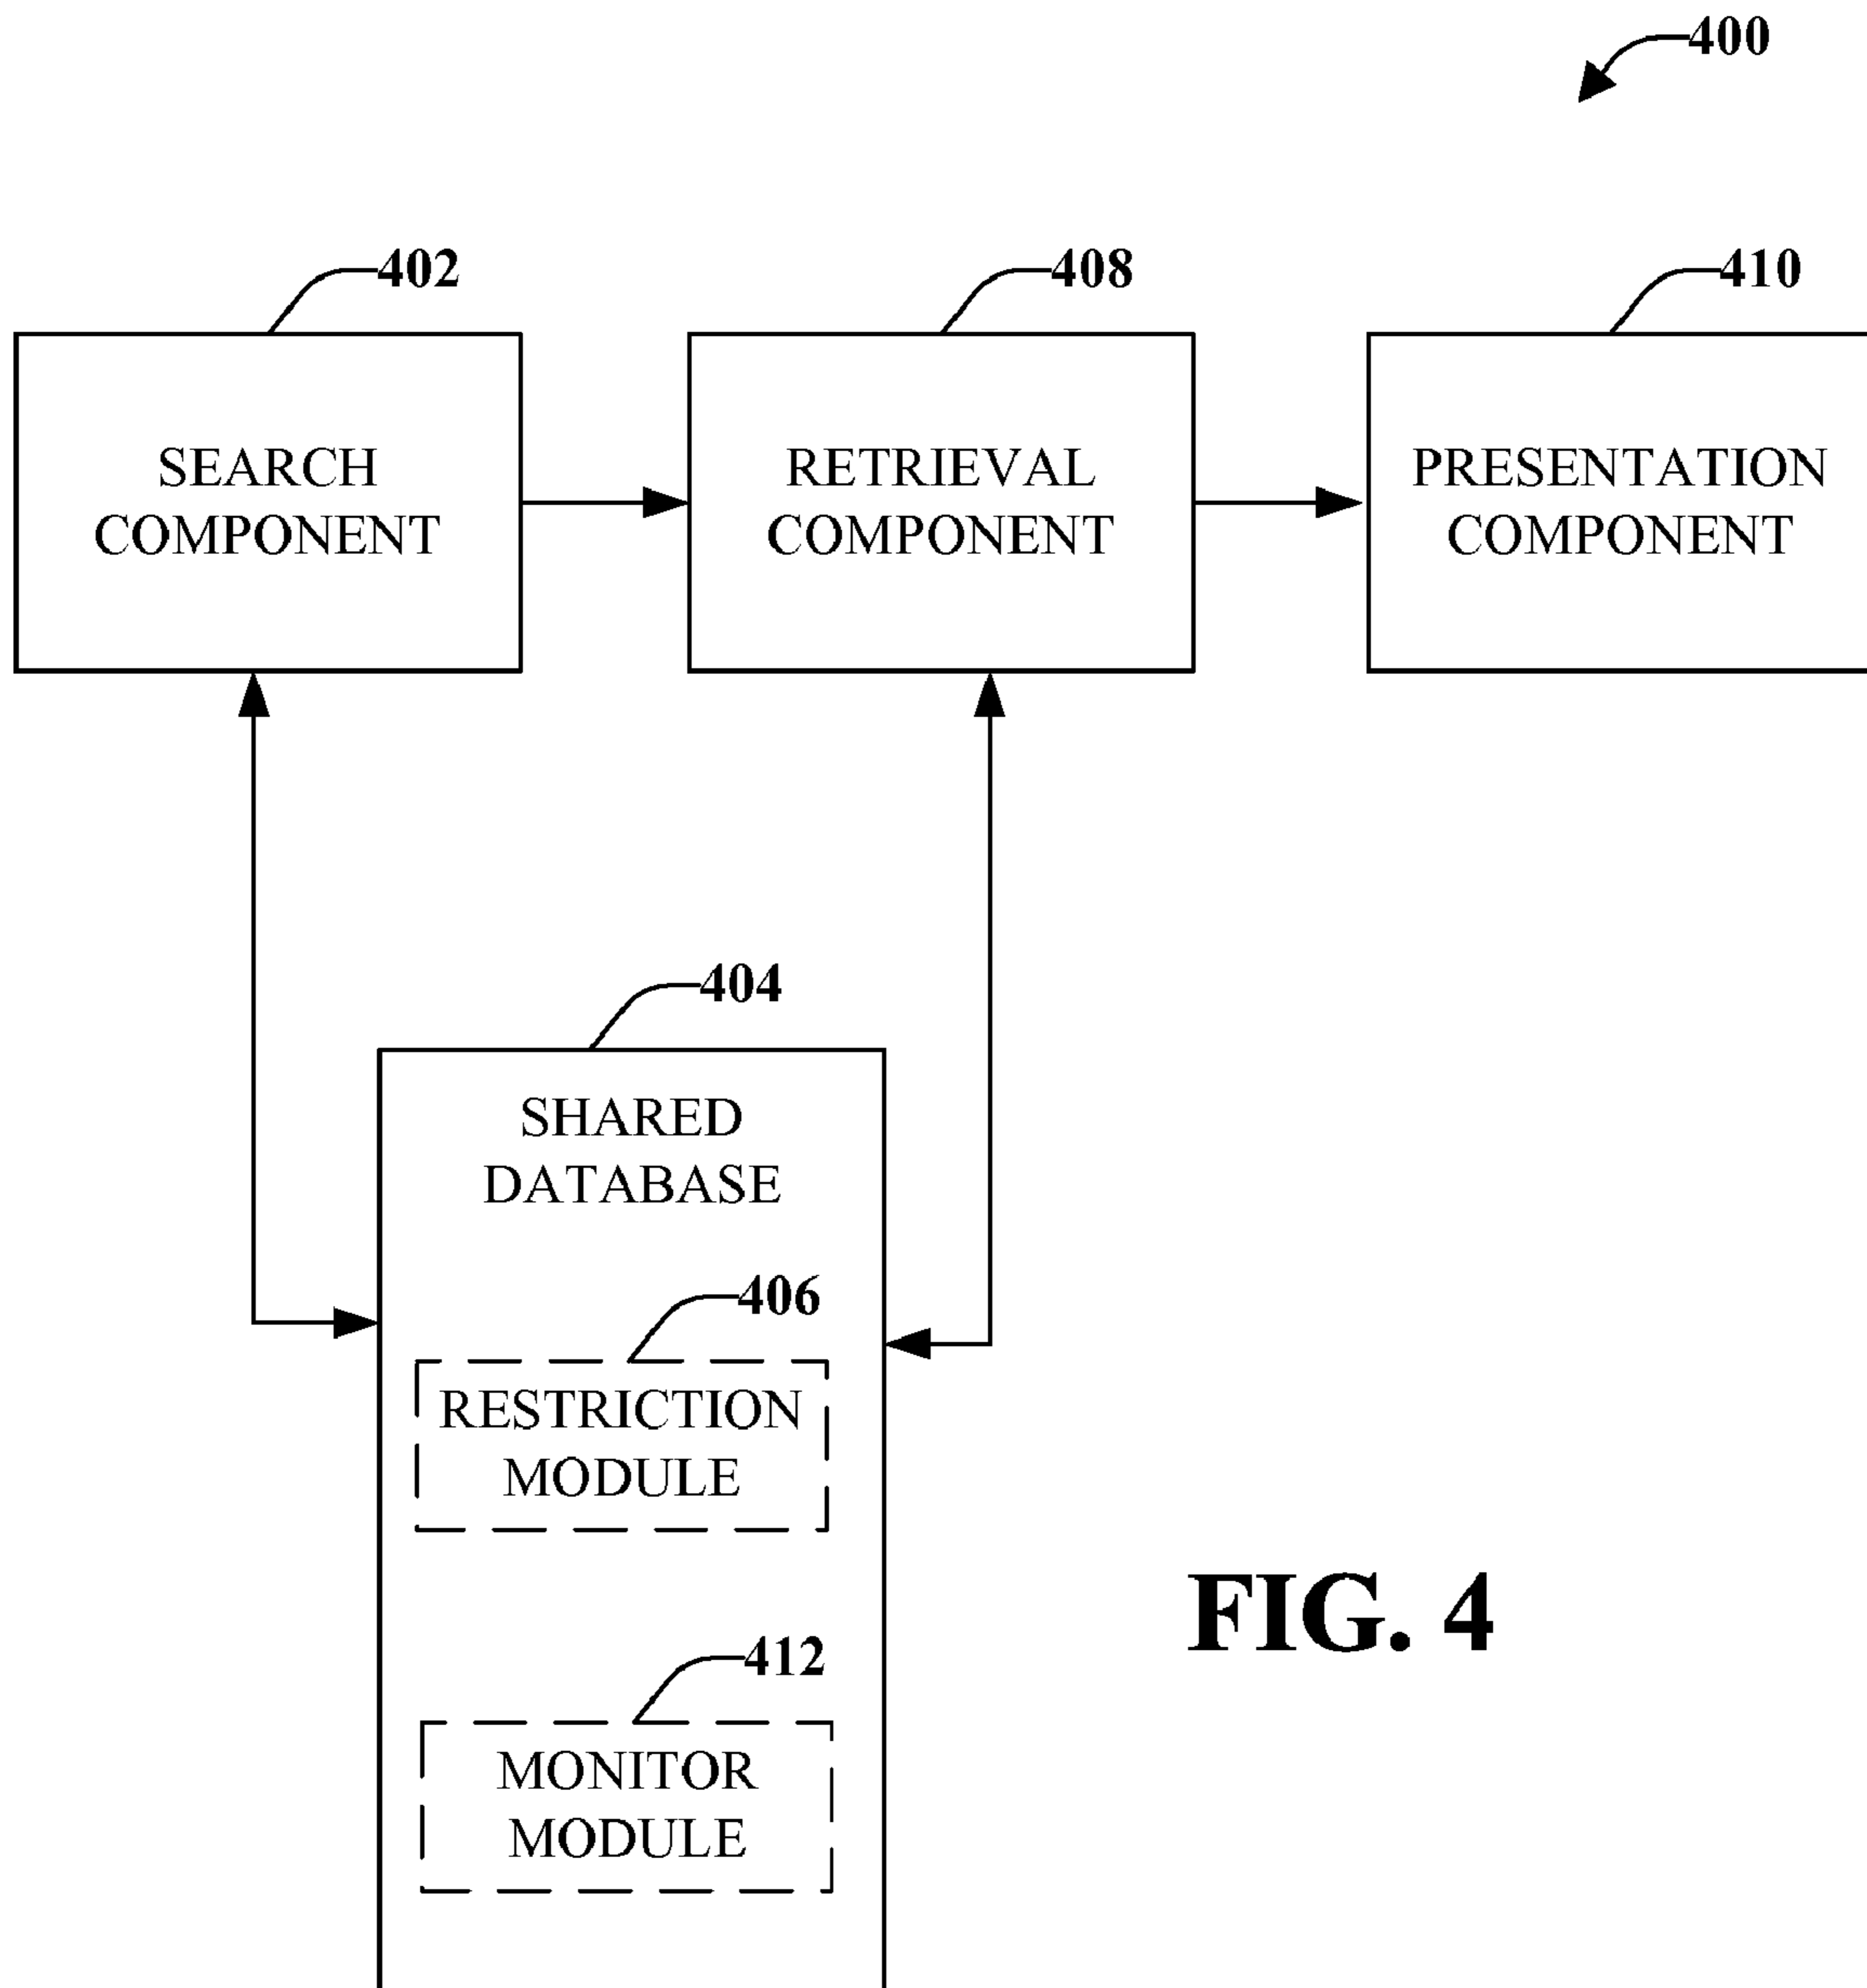 400
402
408
410
SEARCH
COMPONENT
RETRIEVAL
COMPONENT
PRESENTATION
COMPONENT
404
SHARED
DATABASE
406
RESTRICTION
MODULE
412
MONITOR
MODULE
FIG. 4